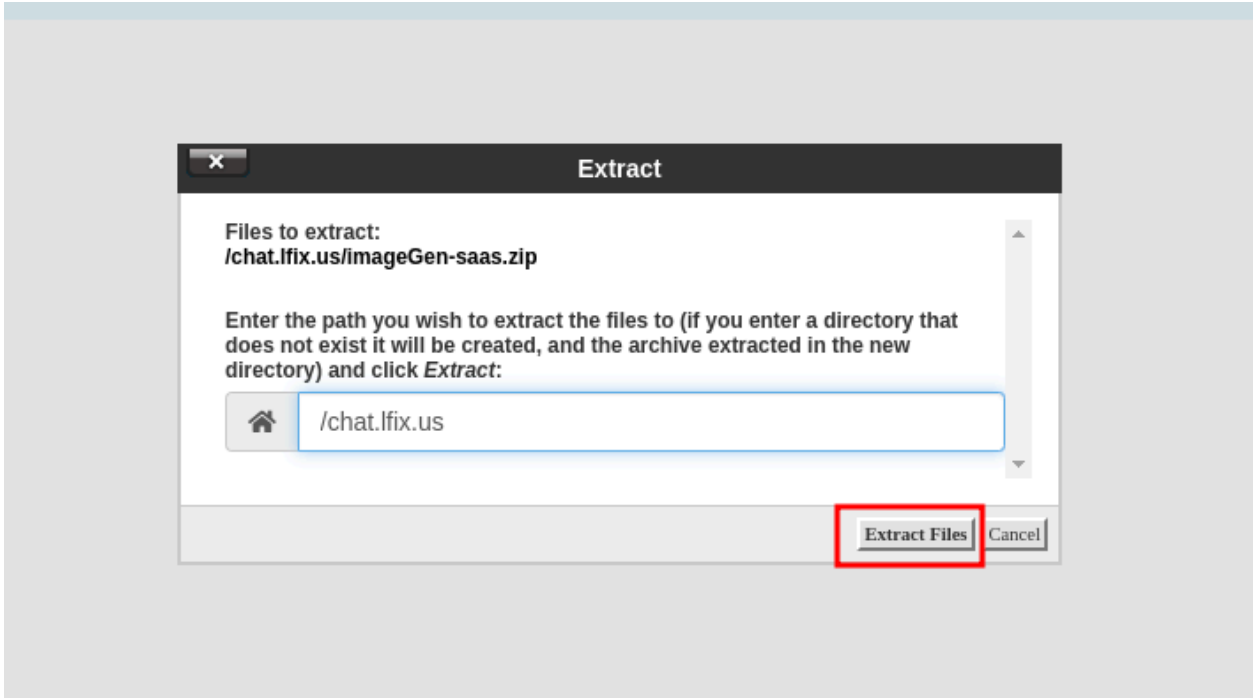 Extract
Files to extract:
/chat.lfix.us/imageGen-saas.zip
Enter the path you wish to extract the files to (if you enter a directory that
does not exist it will be created, and the archive extracted in the new
directory) and click Extract:
/chat.lfix.us
Extract Files Cancel